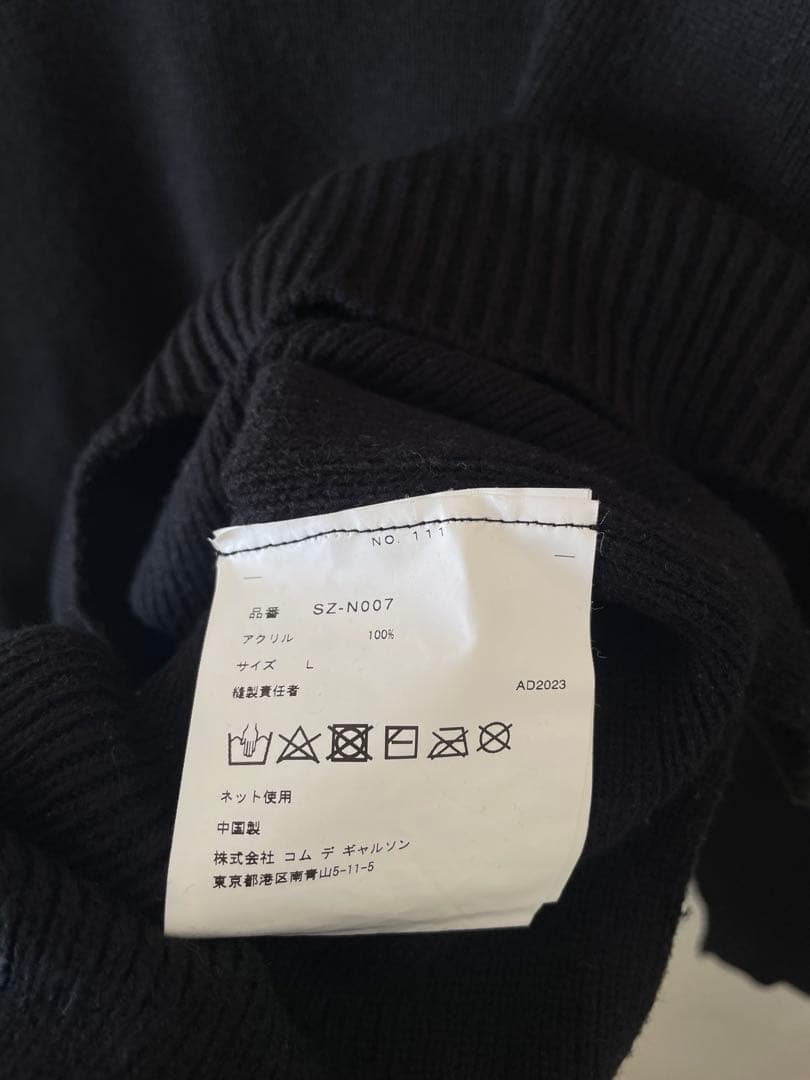 NO. 111
品番 SZ-N007
アクリル 100%
サイズ L
縫製責任者 AD2023
ネット使用
中国製
株式会社 コム デ ギャルソン
東京都港区南青山5-11-5